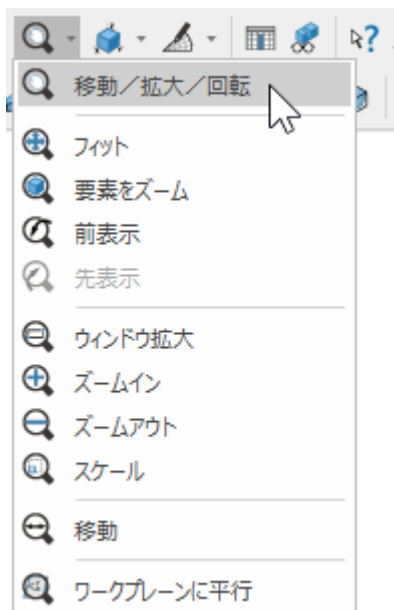 ?
移動／拡大／回転
フィット
要素をズーム
前表示
先表示
ウィンドウ拡大
ズームイン
ズームアウト
スケール
移動
ワークプレーンに平行